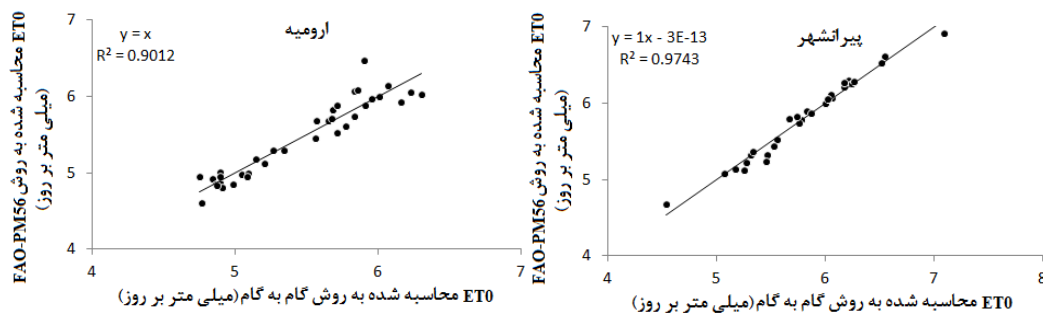 ET0 محاسبه شده به روش FAO-PM56
(میلی متر بر روز)
7
6
5
4
y = x
R² = 0.9012
ارومیه
4
5
6
7
ET0 محاسبه شده به روش گام به گام(میلی متر بر روز)
ET0 محاسبه شده به روش FAO-PM56
(میلی متر بر روز)
7
6
5
4
y = 1x - 3E-13
R² = 0.9743
پیرانشهر
4
5
6
7
8
ET0 محاسبه شده به روش گام به گام(میلی متر بر روز)